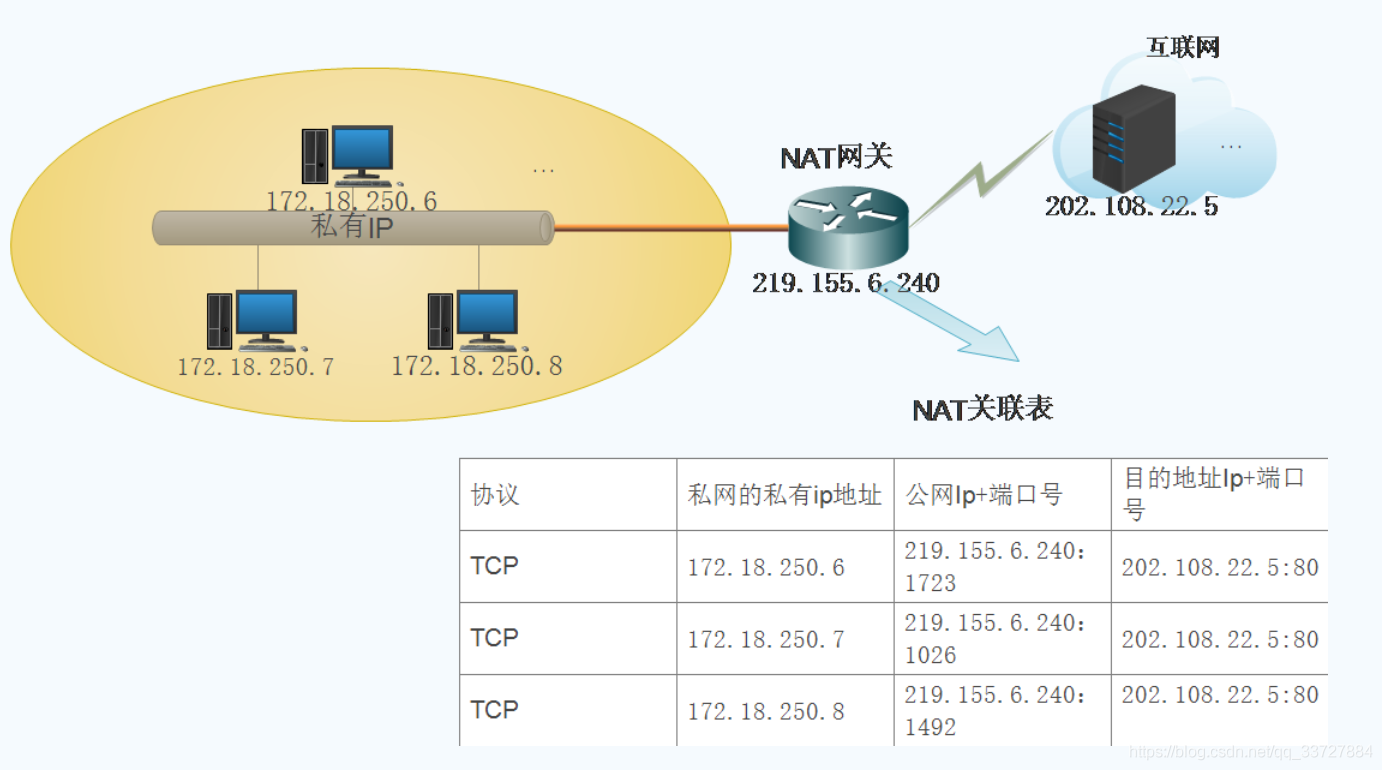 互联网
NAT网关
...
...
172.18.250.6
202.108.22.5
私有IP
219.155.6.240
172.18.250.7
172.18.250.8
NAT关联表
协议
私网的私有ip地址
公网Ip+端口号
目的地址Ip+端口
号
TCP
172.18.250.6
219.155.6.240:
1723
202.108.22.5:80
TCP
172.18.250.7
219.155.6.240:
1026
202.108.22.5:80
TCP
172.18.250.8
219.155.6.240:
1492
202.108.22.5:80
https://blog.csdn.net/qq_33727884